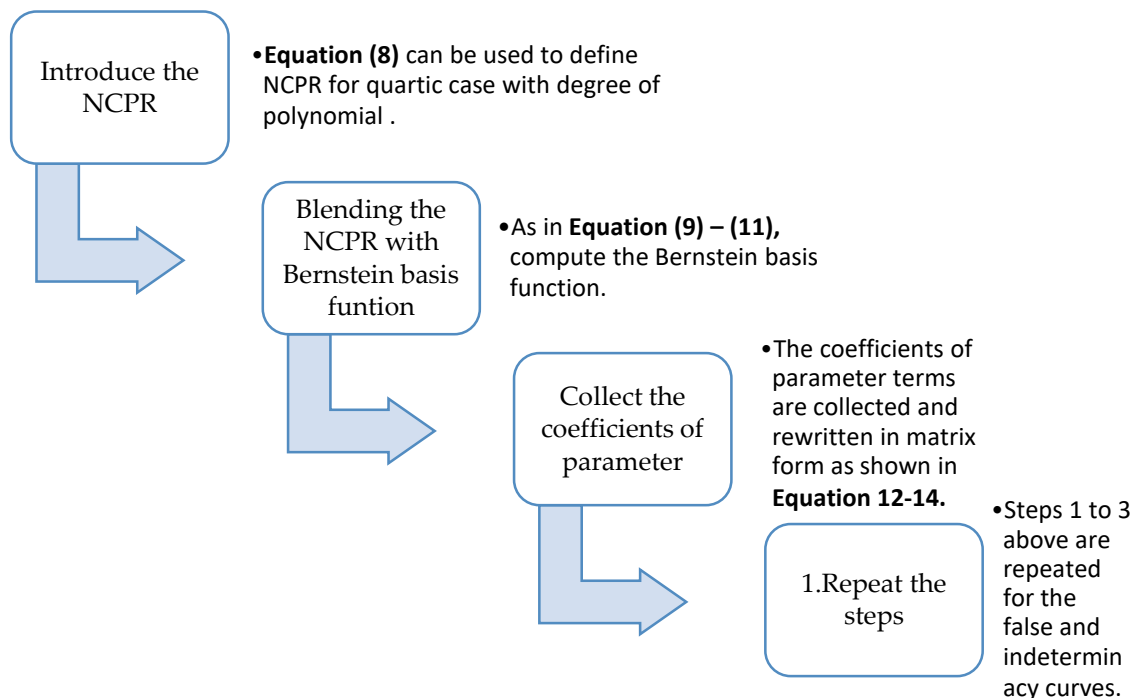 Introduce the
NCPR
•Equation (8) can be used to define
NCPR for quartic case with degree of
polynomial .
Blending the
NCPR with
Bernstein basis
funtion
•As in Equation (9) – (11),
compute the Bernstein basis
function.
Collect the
coefficients of
parameter
•The coefficients of
parameter terms
are collected and
rewritten in matrix
form as shown in
Equation 12-14.
1.Repeat the
steps
•Steps 1 to 3
above are
repeated
for the
false and
indetermin
acy curves.